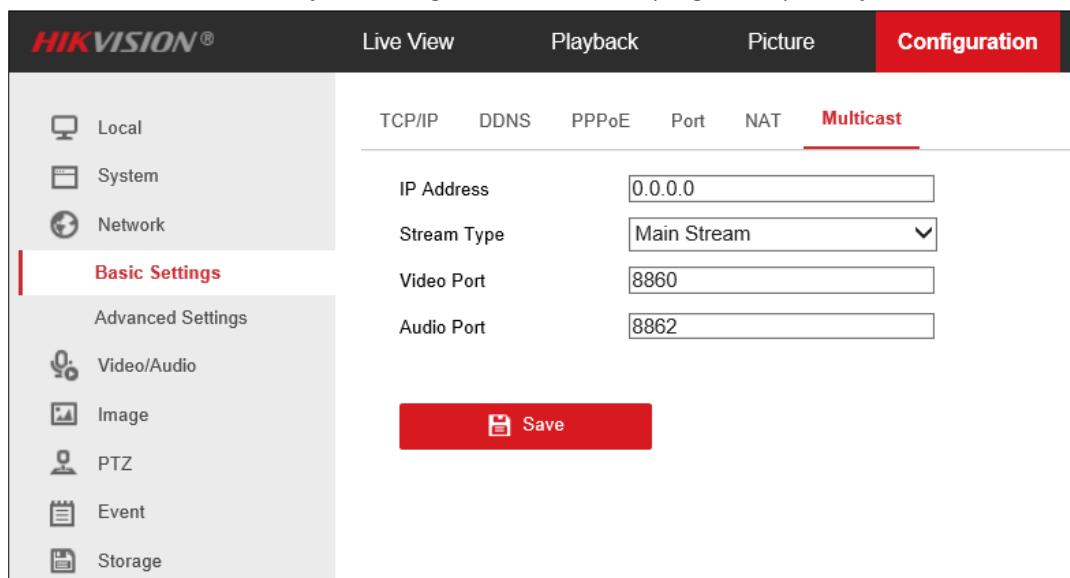 HIKVISION® Live View Playback Picture Configuration
TCP/IP DDNS PPPoE Port NAT Multicast
Local
System
Network
Basic Settings
Advanced Settings
Video/Audio
Image
PTZ
Event
Storage
IP Address 0.0.0.0
Stream Type Main Stream
Video Port 8860
Audio Port 8862
Save